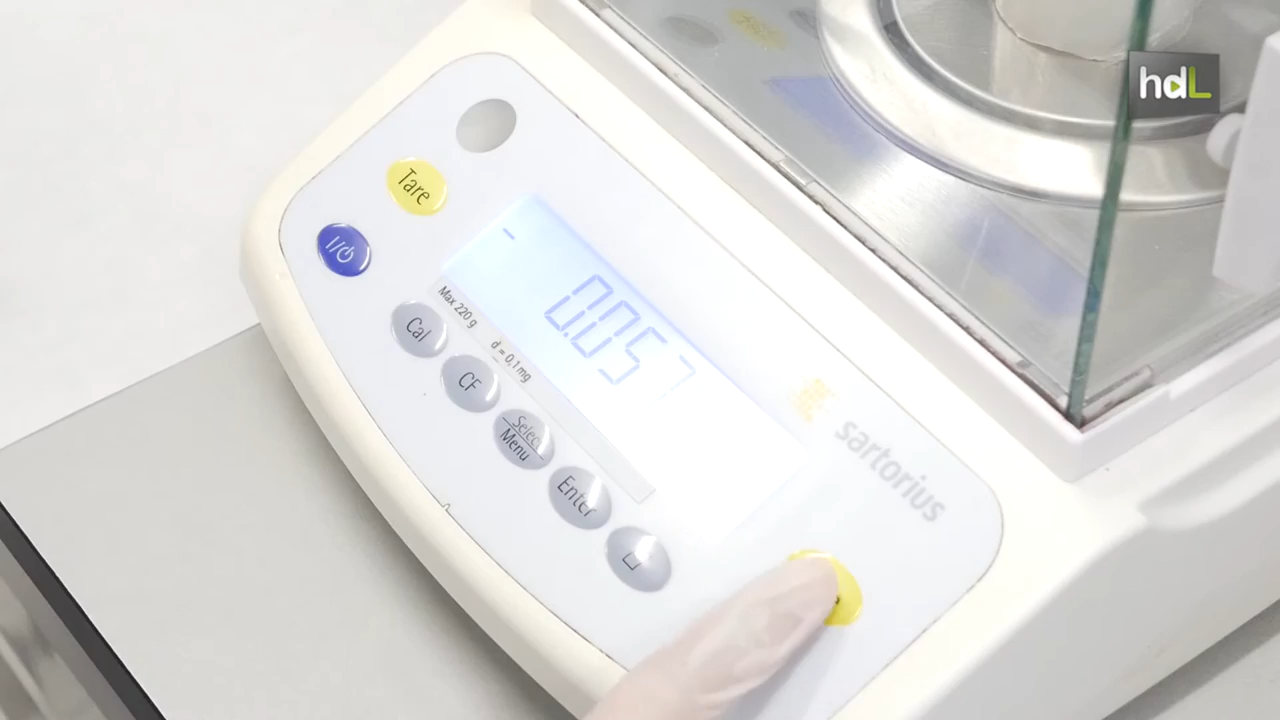 hdL
Tare
I/⏻
0.057
Max 220 g
d = 0,1 mg
Cal
CF
Select
Menu
Enter
sartorius